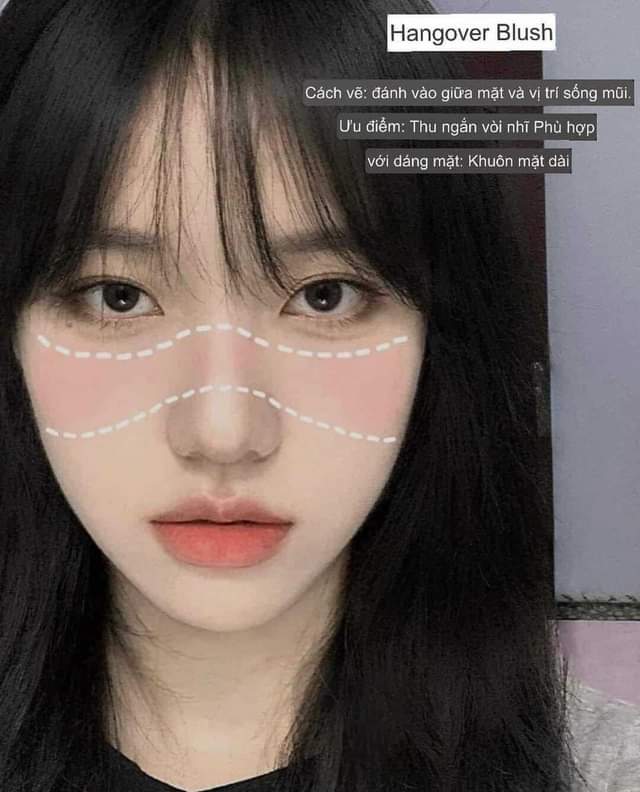 Hangover Blush
Cách vẽ: đánh vào giữa mặt và vị trí sống mũi.
Ưu điểm: Thu ngắn vòi nhĩ Phù hợp
với dáng mặt: Khuôn mặt dài